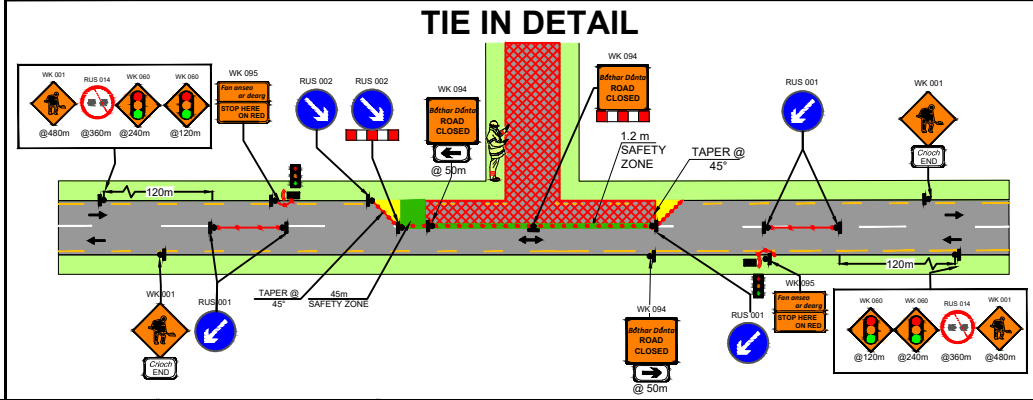 TIE IN DETAIL
WK 001
RUS 014
WK 060
WK 060
@480m
@360m
@240m
@120m
WK 095
Fan anseo
ar dearg
STOP HERE
ON RED
RUS 002
RUS 002
WK 094
Bóthar Dúnta
ROAD
CLOSED
@ 50m
WK 094
Bóthar Dúnta
ROAD
CLOSED
1.2 m
SAFETY
ZONE
TAPER @
45°
RUS 001
WK 001
Críoch
END
120m
120m
WK 001
Críoch
END
RUS 001
TAPER @
45°
45m
SAFETY ZONE
WK 094
Bóthar Dúnta
ROAD
CLOSED
@ 50m
RUS 001
WK 095
Fan anseo
ar dearg
STOP HERE
ON RED
WK 060
WK 060
RUS 014
WK 001
@120m
@240m
@360m
@480m